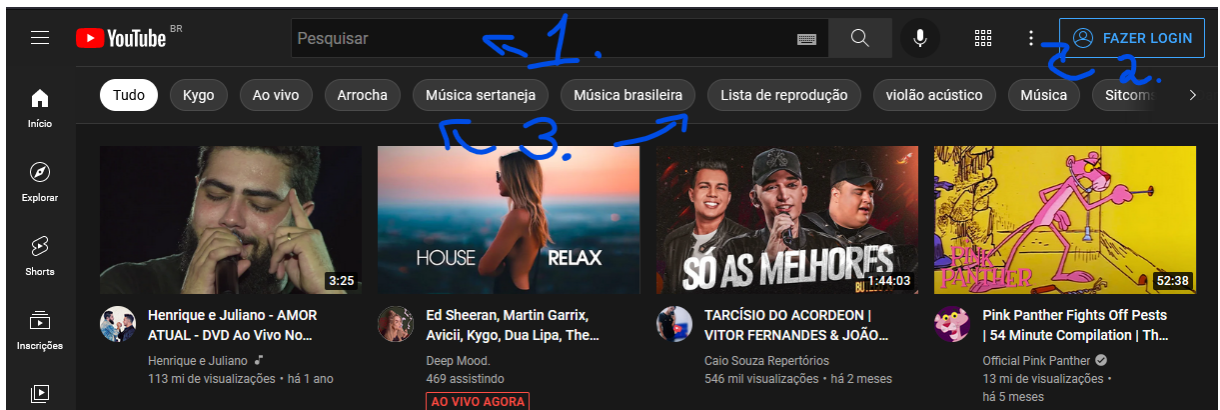 YouTube BR
Pesquisar
1.
FAZER LOGIN
2.
Tudo
Kygo
Ao vivo
Arrocha
Música sertaneja
Música brasileira
Lista de reprodução
violão acústico
Música
Sitcoms
3.
Início
Explorar
Shorts
Inscrições
3:25
Henrique e Juliano - AMOR
ATUAL - DVD Ao Vivo No...
Henrique e Juliano
113 mi de visualizações • há 1 ano
HOUSE RELAX
Ed Sheeran, Martin Garrix,
Avicii, Kygo, Dua Lipa, The...
Deep Mood.
469 assistindo
AO VIVO AGORA
SÓ AS MELHORES
1:44:03
TARCÍSIO DO ACORDEON |
VITOR FERNANDES & JOÃO...
Caio Souza Repertórios
546 mil visualizações • há 2 meses
PINK
PANTHER
52:38
Pink Panther Fights Off Pests
| 54 Minute Compilation | Th...
Official Pink Panther
13 mi de visualizações •
há 5 meses